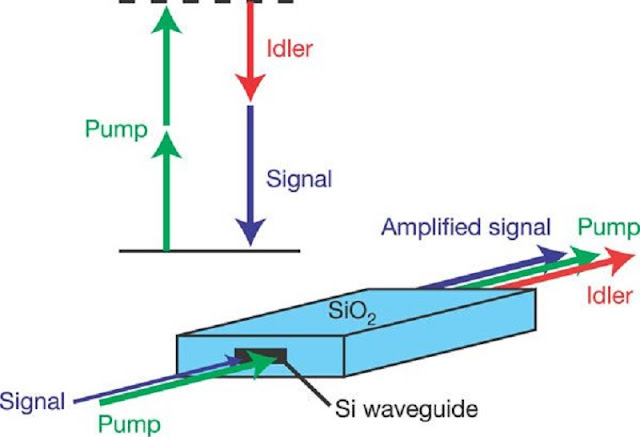 Idler
Pump
Signal
Amplified signal
Pump
Idler
SiO₂
Signal
Pump
Si waveguide